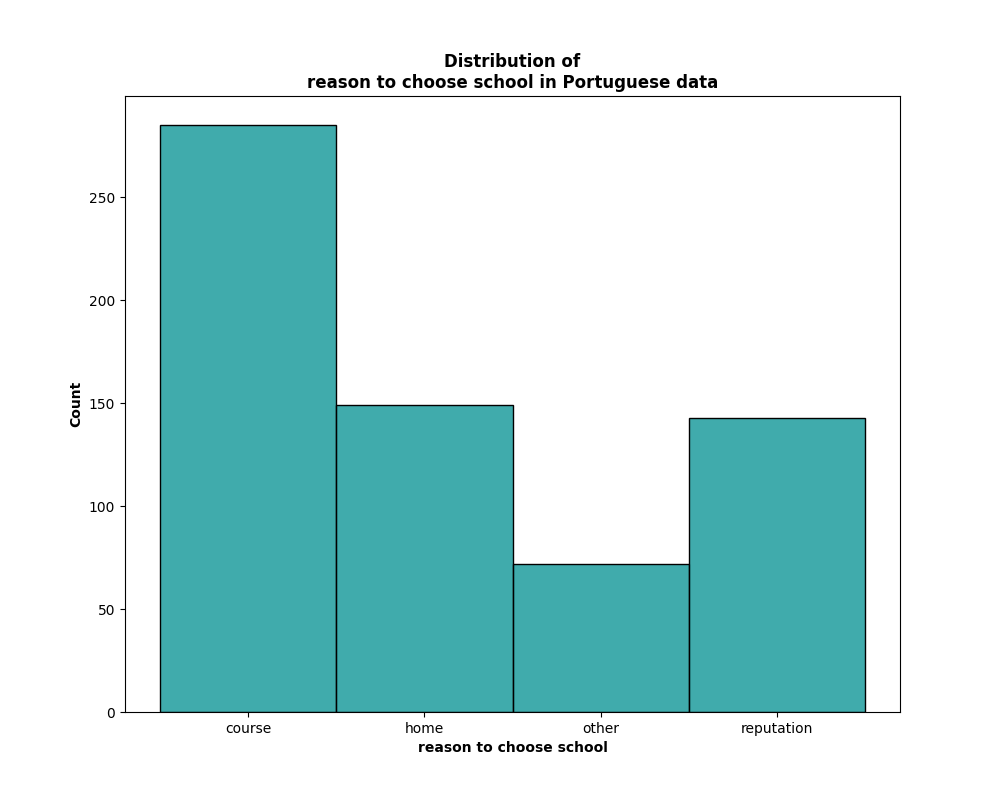 Distribution of
reason to choose school in Portuguese data
Count
250
200
150
100
50
0
course home other reputation
reason to choose school